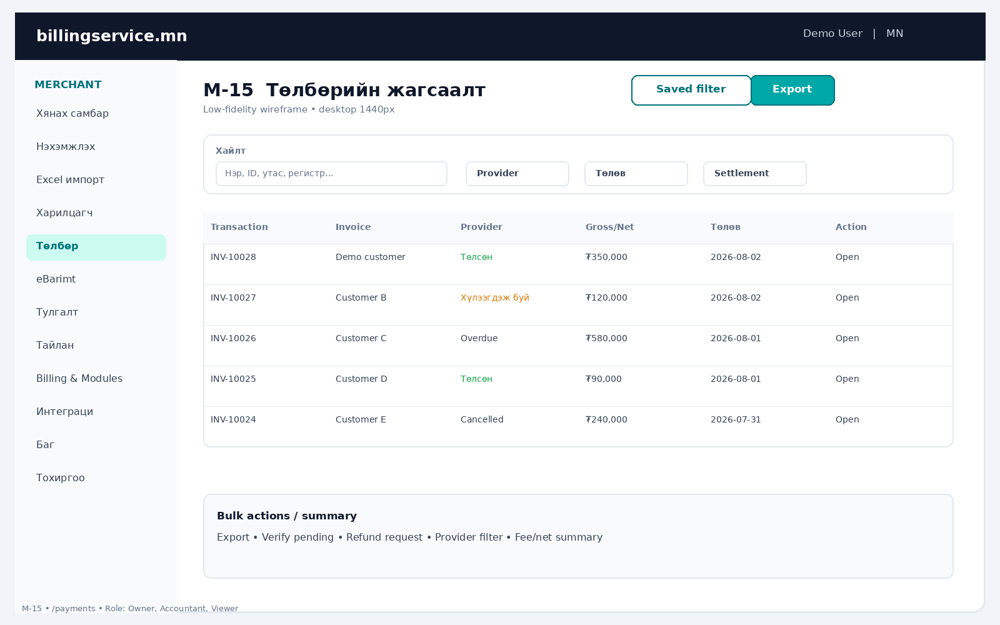 billingservice.mn
Demo User | MN
MERCHANT
Хянах самбар
Нэхэмжлэх
Excel импорт
Харилцагч
Төлбөр
eBarimt
Тулгалт
Тайлан
Billing & Modules
Интеграци
Баг
Тохиргоо
M-15 Төлбөрийн жагсаалт
Low-fidelity wireframe • desktop 1440px
Saved filter
Export
Хайлт
Нэр, ID, утас, регистр...
Provider
Төлөв
Settlement
Transaction Invoice Provider Gross/Net Төлөв Action
INV-10028 Demo customer Төлсөн ₮350,000 2026-08-02 Open
INV-10027 Customer B Хүлээгдэж буй ₮120,000 2026-08-02 Open
INV-10026 Customer C Overdue ₮580,000 2026-08-01 Open
INV-10025 Customer D Төлсөн ₮90,000 2026-08-01 Open
INV-10024 Customer E Cancelled ₮240,000 2026-07-31 Open
Bulk actions / summary
Export • Verify pending • Refund request • Provider filter • Fee/net summary
M-15 • /payments • Role: Owner, Accountant, Viewer